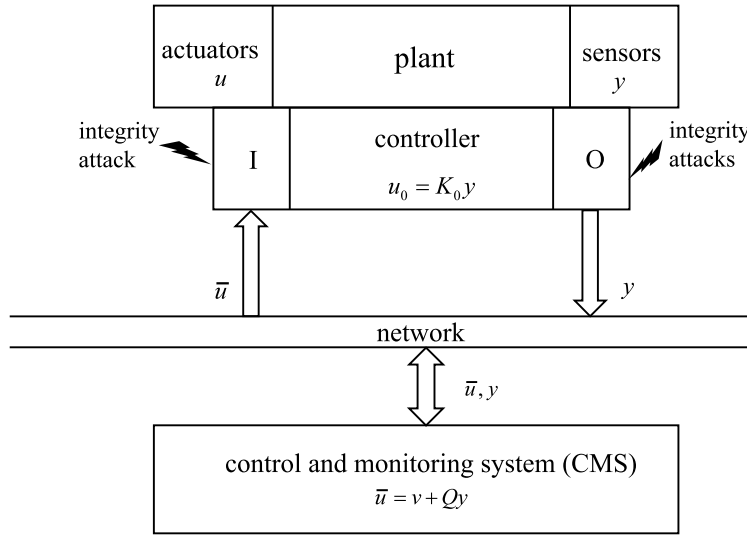 actuators
u
plant
sensors
y
integrity
attack
I
controller
u₀ = K₀y
O
integrity
attacks
ū
y
network
ū, y
control and monitoring system (CMS)
ū = v + Qy